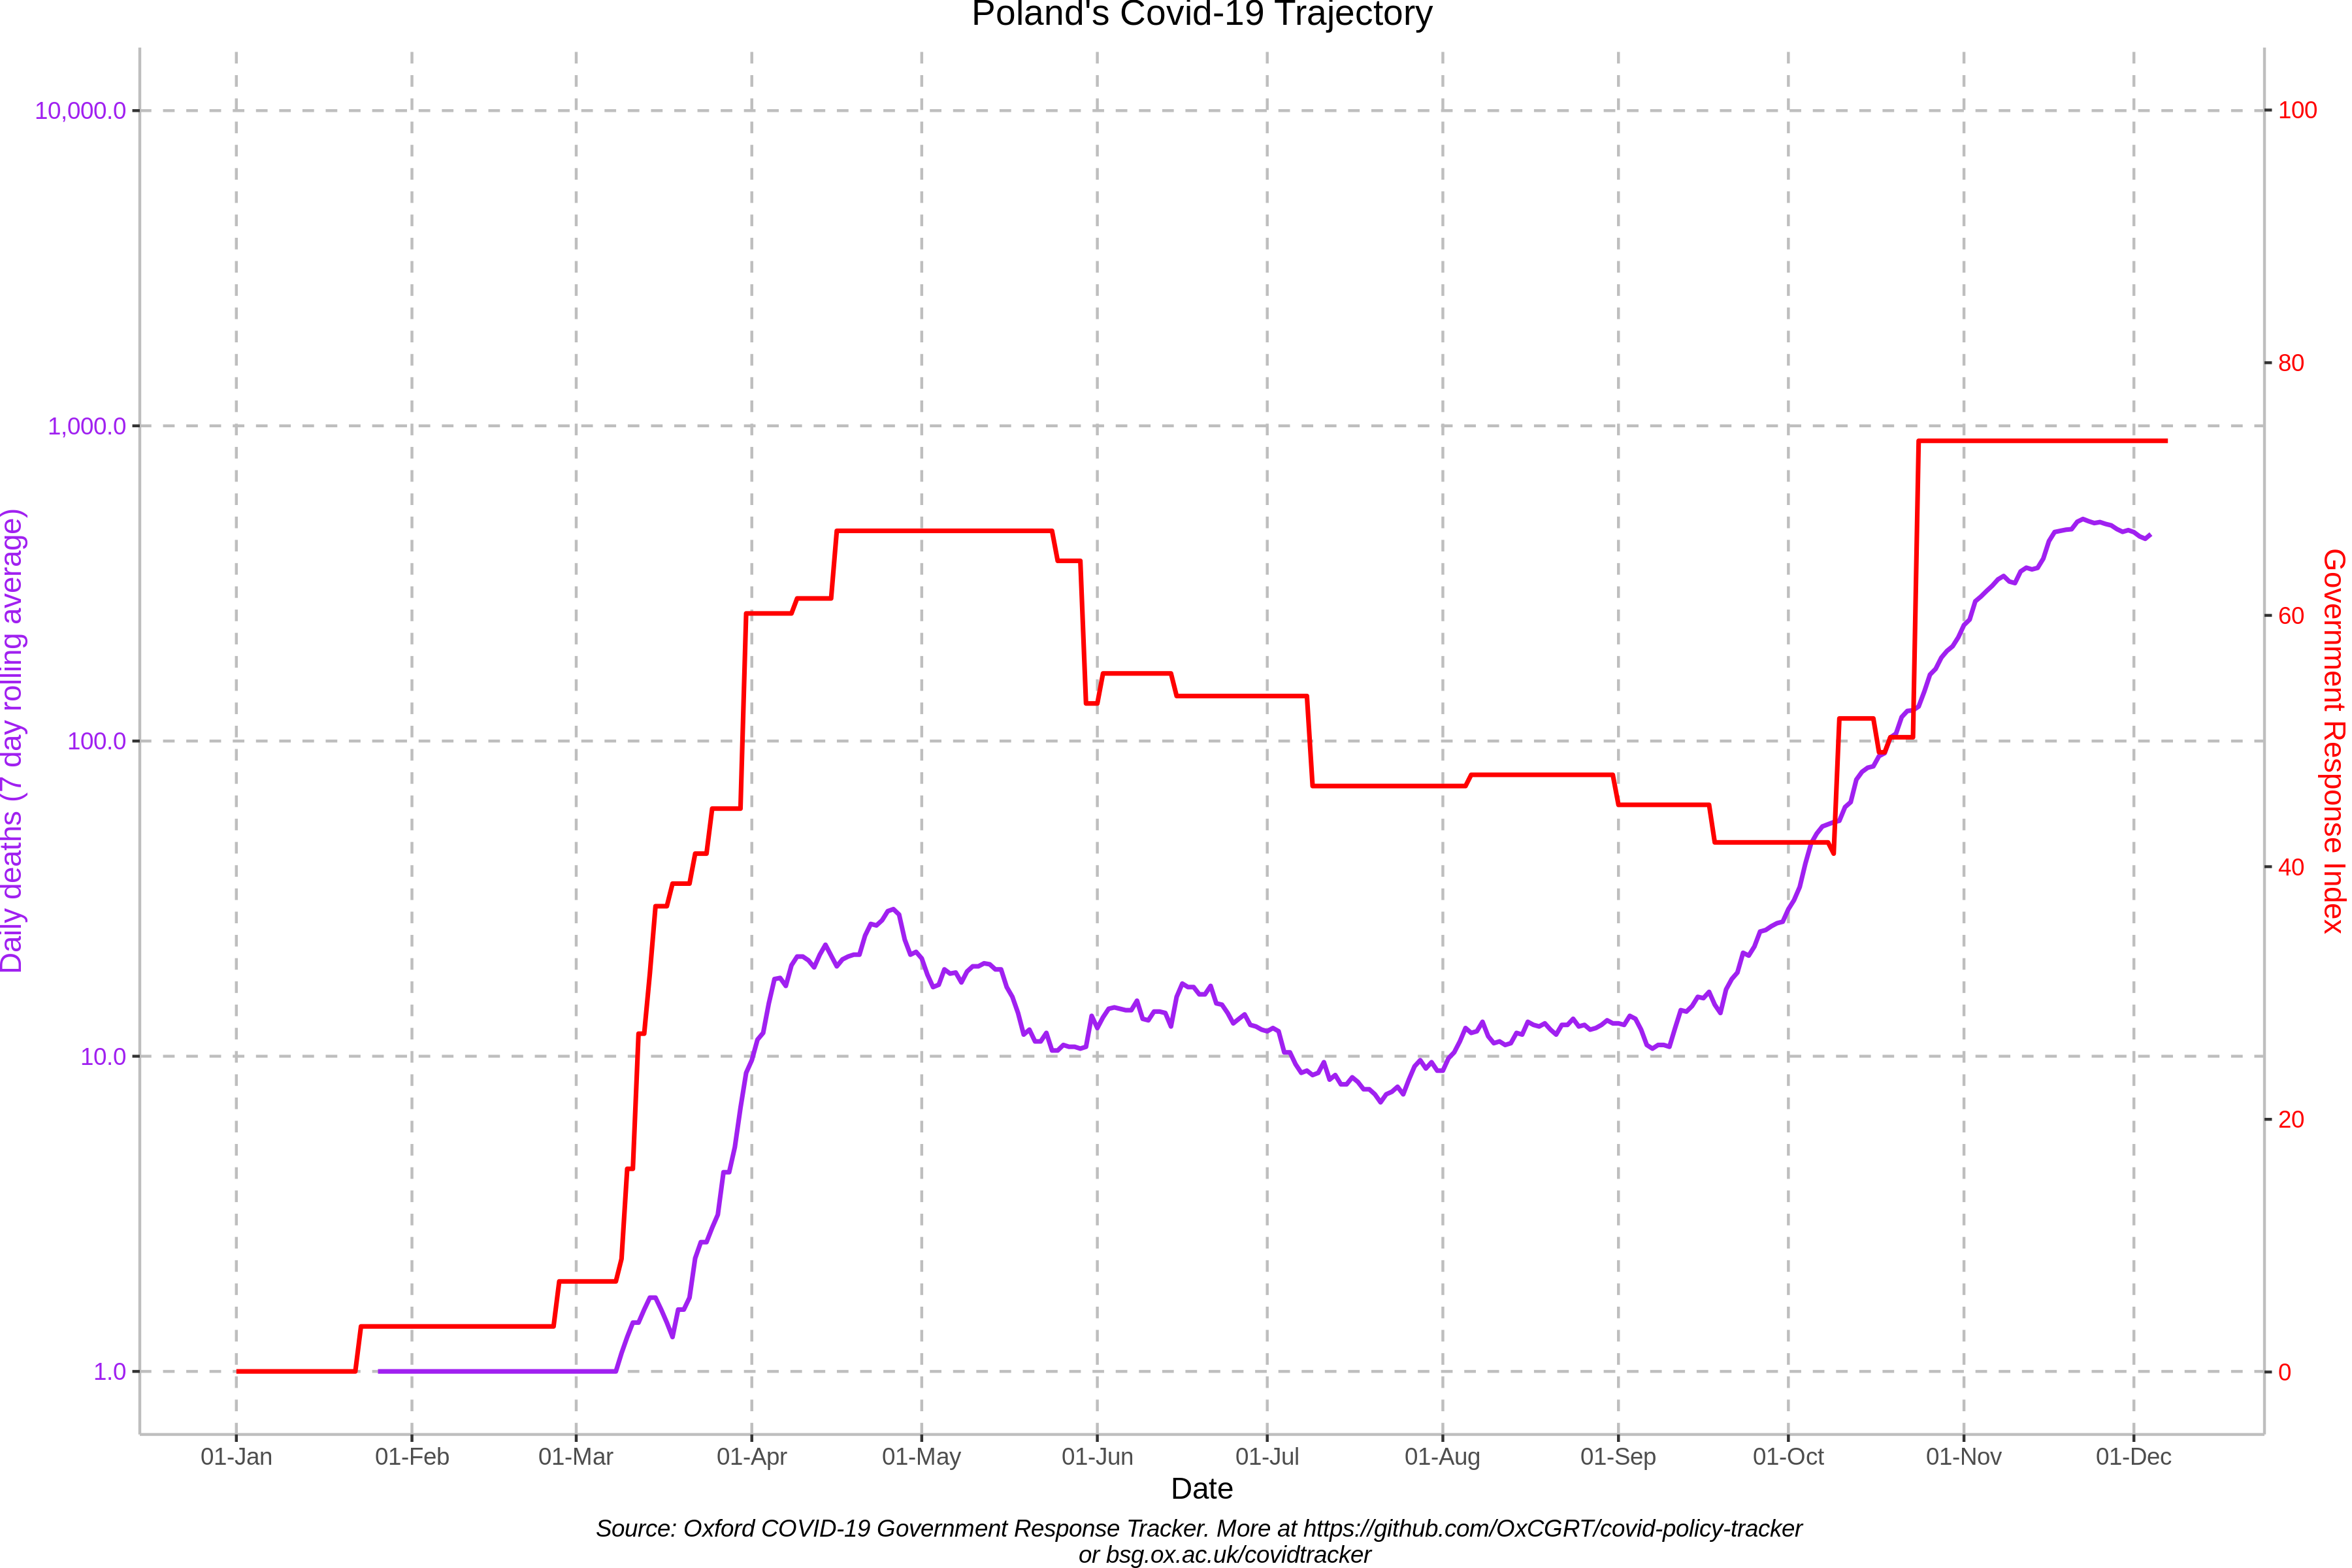 Poland's Covid-19 Trajectory
10,000.0
1,000.0
100.0
10.0
1.0
Daily deaths (7 day rolling average)
100
80
60
40
20
0
Government Response Index
01-Jan
01-Feb
01-Mar
01-Apr
01-May
01-Jun
01-Jul
01-Aug
01-Sep
01-Oct
01-Nov
01-Dec
Date
Source: Oxford COVID-19 Government Response Tracker. More at https://github.com/OxCGRT/covid-policy-tracker
or bsg.ox.ac.uk/covidtracker